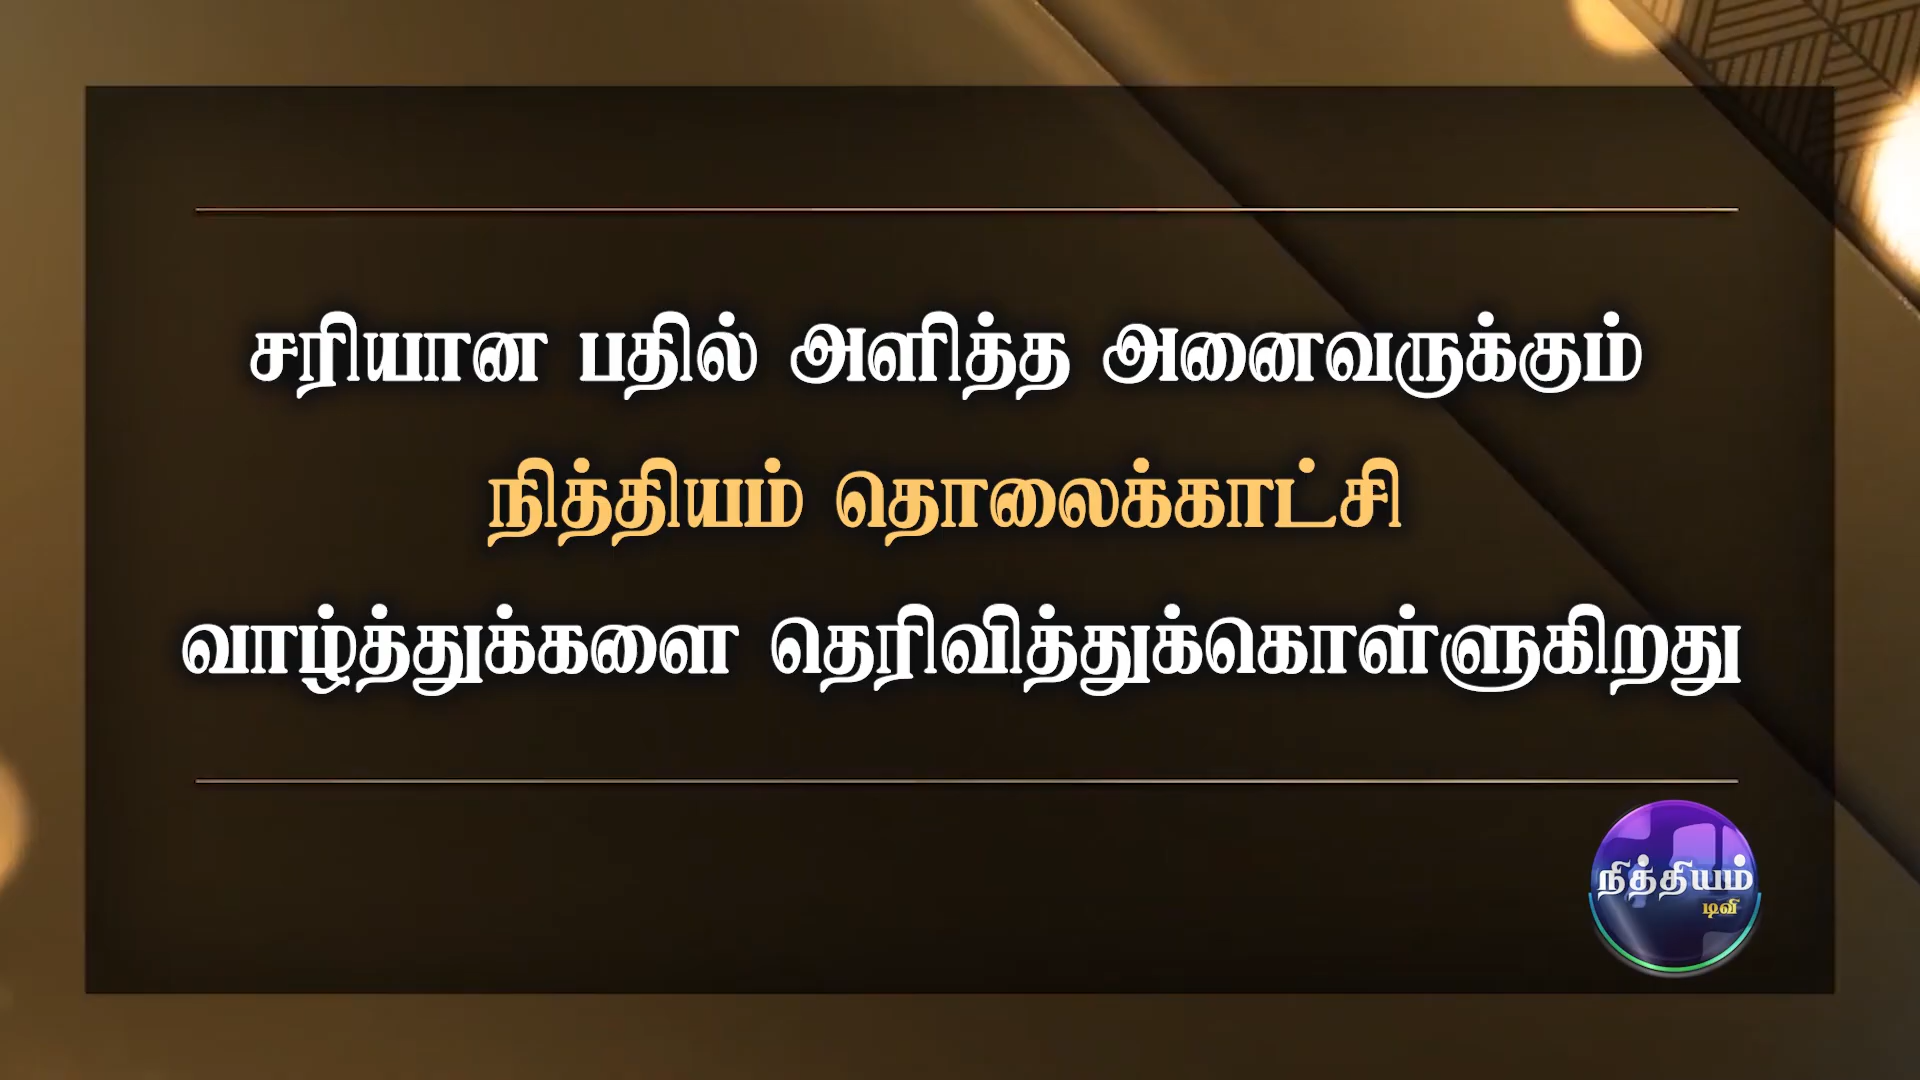 சரியான பதில் அளித்த அனைவருக்கும்
நித்தியம் தொலைக்காட்சி
வாழ்த்துக்களை தெரிவித்துக்கொள்ளுகிறது
நித்தியம்
டிவி